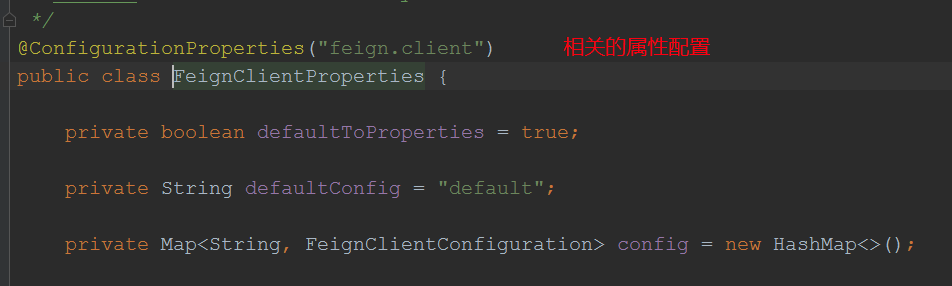 */
@ConfigurationProperties("feign.client") 相关的属性配置
public class FeignClientProperties {
private boolean defaultToProperties = true;
private String defaultConfig = "default";
private Map<String, FeignClientConfiguration> config = new HashMap<>();